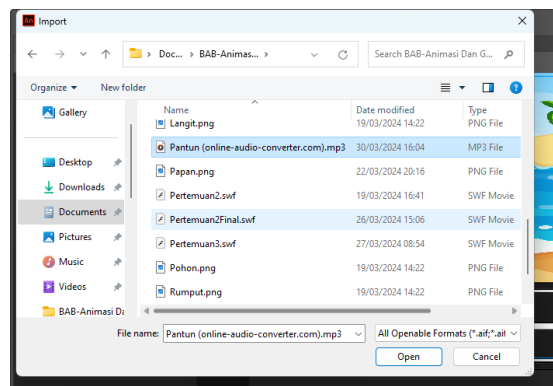 An Import
Doc... > BAB-Animas... >
Search BAB-Animasi Dan G...
Organize New folder
Gallery
Desktop
Downloads
Documents
Pictures
Music
Videos
BAB-Animasi Da
Name Date modified Type
Langit.png 19/03/2024 14:22 PNG File
Pantun (online-audio-converter.com).mp3 30/03/2024 16:04 MP3 File
Papan.png 22/03/2024 20:16 PNG File
Pertemuan2.swf 19/03/2024 16:41 SWF Movie
Pertemuan2Final.swf 26/03/2024 15:06 SWF Movie
Pertemuan3.swf 27/03/2024 08:54 SWF Movie
Pohon.png 19/03/2024 14:22 PNG File
Rumput.png 19/03/2024 14:22 PNG File
File name: Pantun (online-audio-converter.com).mp3
All Openable Formats (*.aif;*.aif
Open Cancel